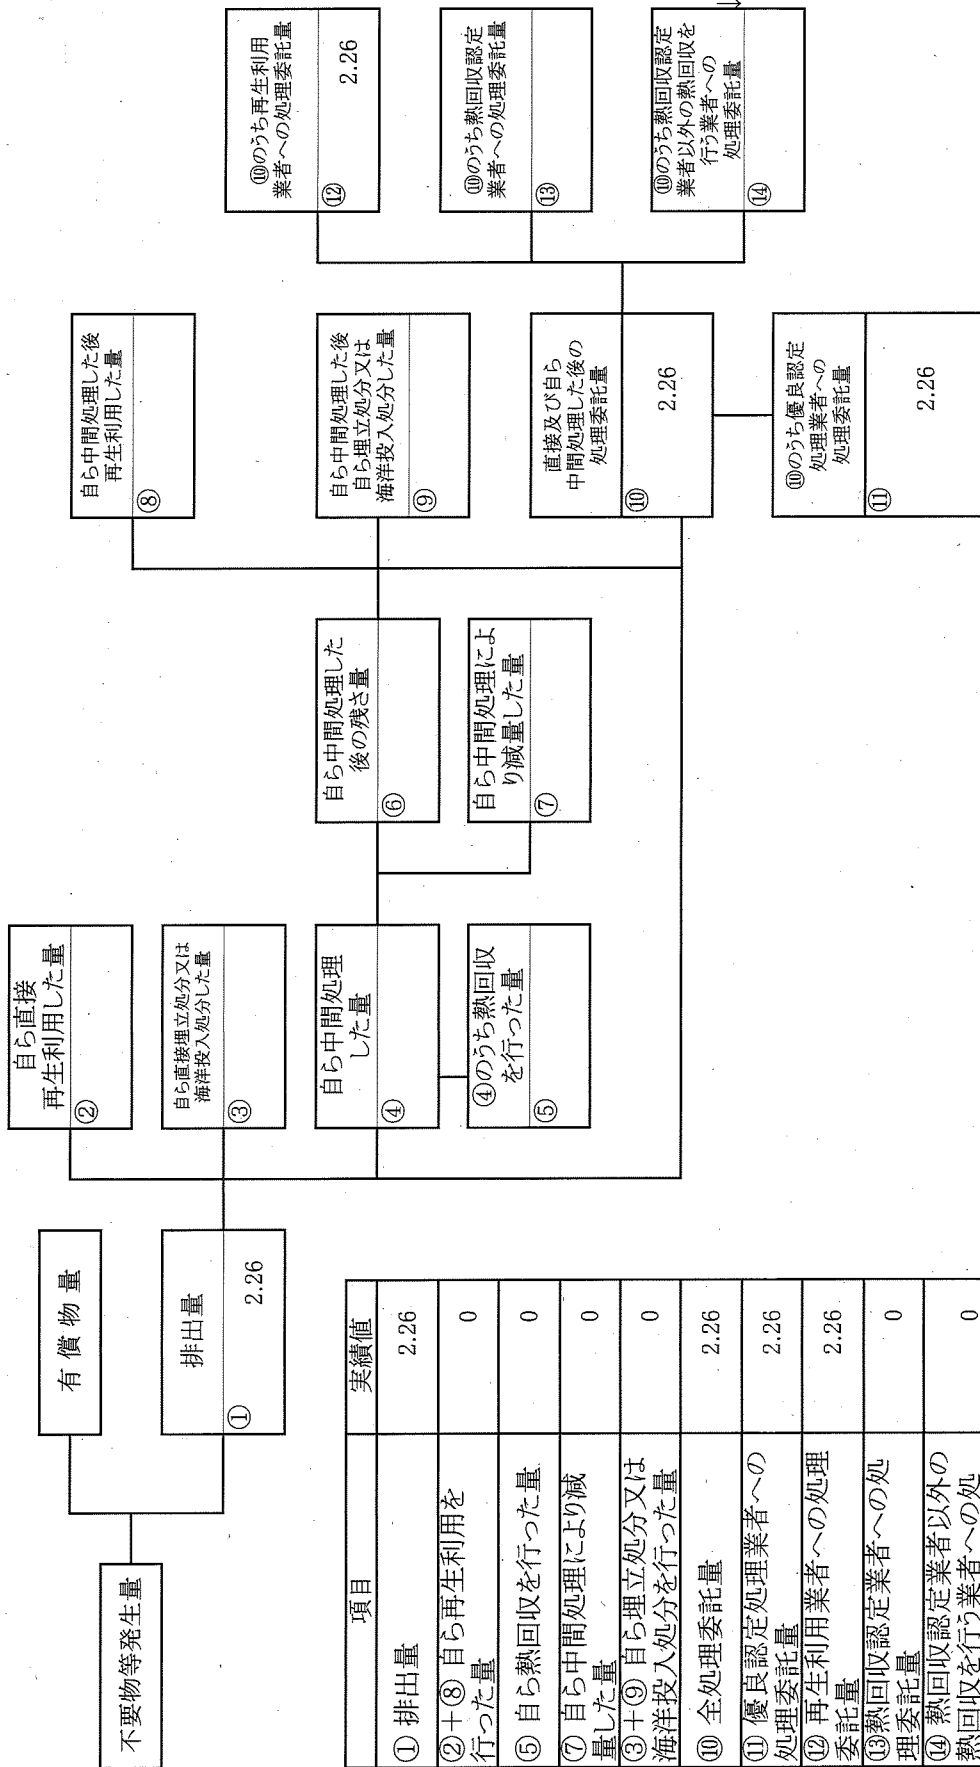 不要物等発生量
有償物量
排出量
①
2.26
自ら直接
再生利用した量
②
自ら直接埋立処分又は
海洋投入処分した量
③
自ら中間処理
した量
④
④のうち熱回収
を行った量
⑤
自ら中間処理した
後の残さ量
⑥
自ら中間処理によ
り減量した量
⑦
自ら中間処理した後
再生利用した量
⑧
自ら中間処理した後
自ら埋立処分又は
海洋投入処分した量
⑨
直接及び自ら
中間処理した後の
処理委託量
⑩
2.26
⑩のうち優良認定
処理業者への
処理委託量
⑪
2.26
⑩のうち再生利用
業者への処理委託量
⑫
2.26
⑩のうち熱回収認定
業者への処理委託量
⑬
⑩のうち熱回収認定
業者以外の熱回収を
行う業者への
処理委託量
⑭
項目 実績値
①排出量 2.26
②+⑧ 自ら再生利用を
行った量 0
⑤ 自ら熱回収を行った量 0
⑦ 自ら中間処理により減
量した量 0
③+⑨ 自ら埋立処分又は
海洋投入処分を行った量 0
⑩ 全処理委託量 2.26
⑪ 優良認定処理業者への
処理委託量 2.26
⑫ 再生利用業者への処理
委託量 2.26
⑬熱回収認定業者への処
理委託量 0
⑭ 熱回収認定業者以外の
熱回収を行う業者への処 0